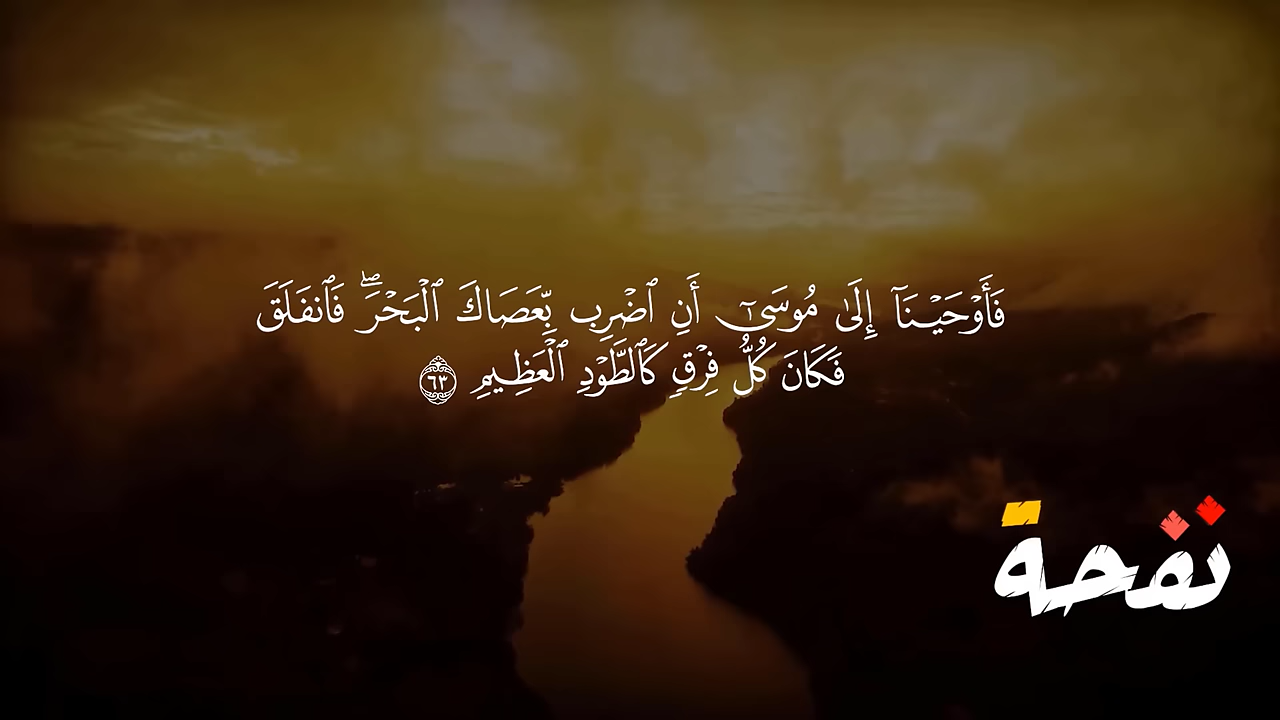 فَأَوْحَيْنَآ إِلَىٰ مُوسَىٰٓ أَنِ ٱضْرِب بِّعَصَاكَ ٱلْبَحْرَ ۖ فَٱنفَلَقَ
فَكَانَ كُلُّ فِرْقٍ كَٱلطَّوْدِ ٱلْعَظِيمِ ٦٣
نفحة